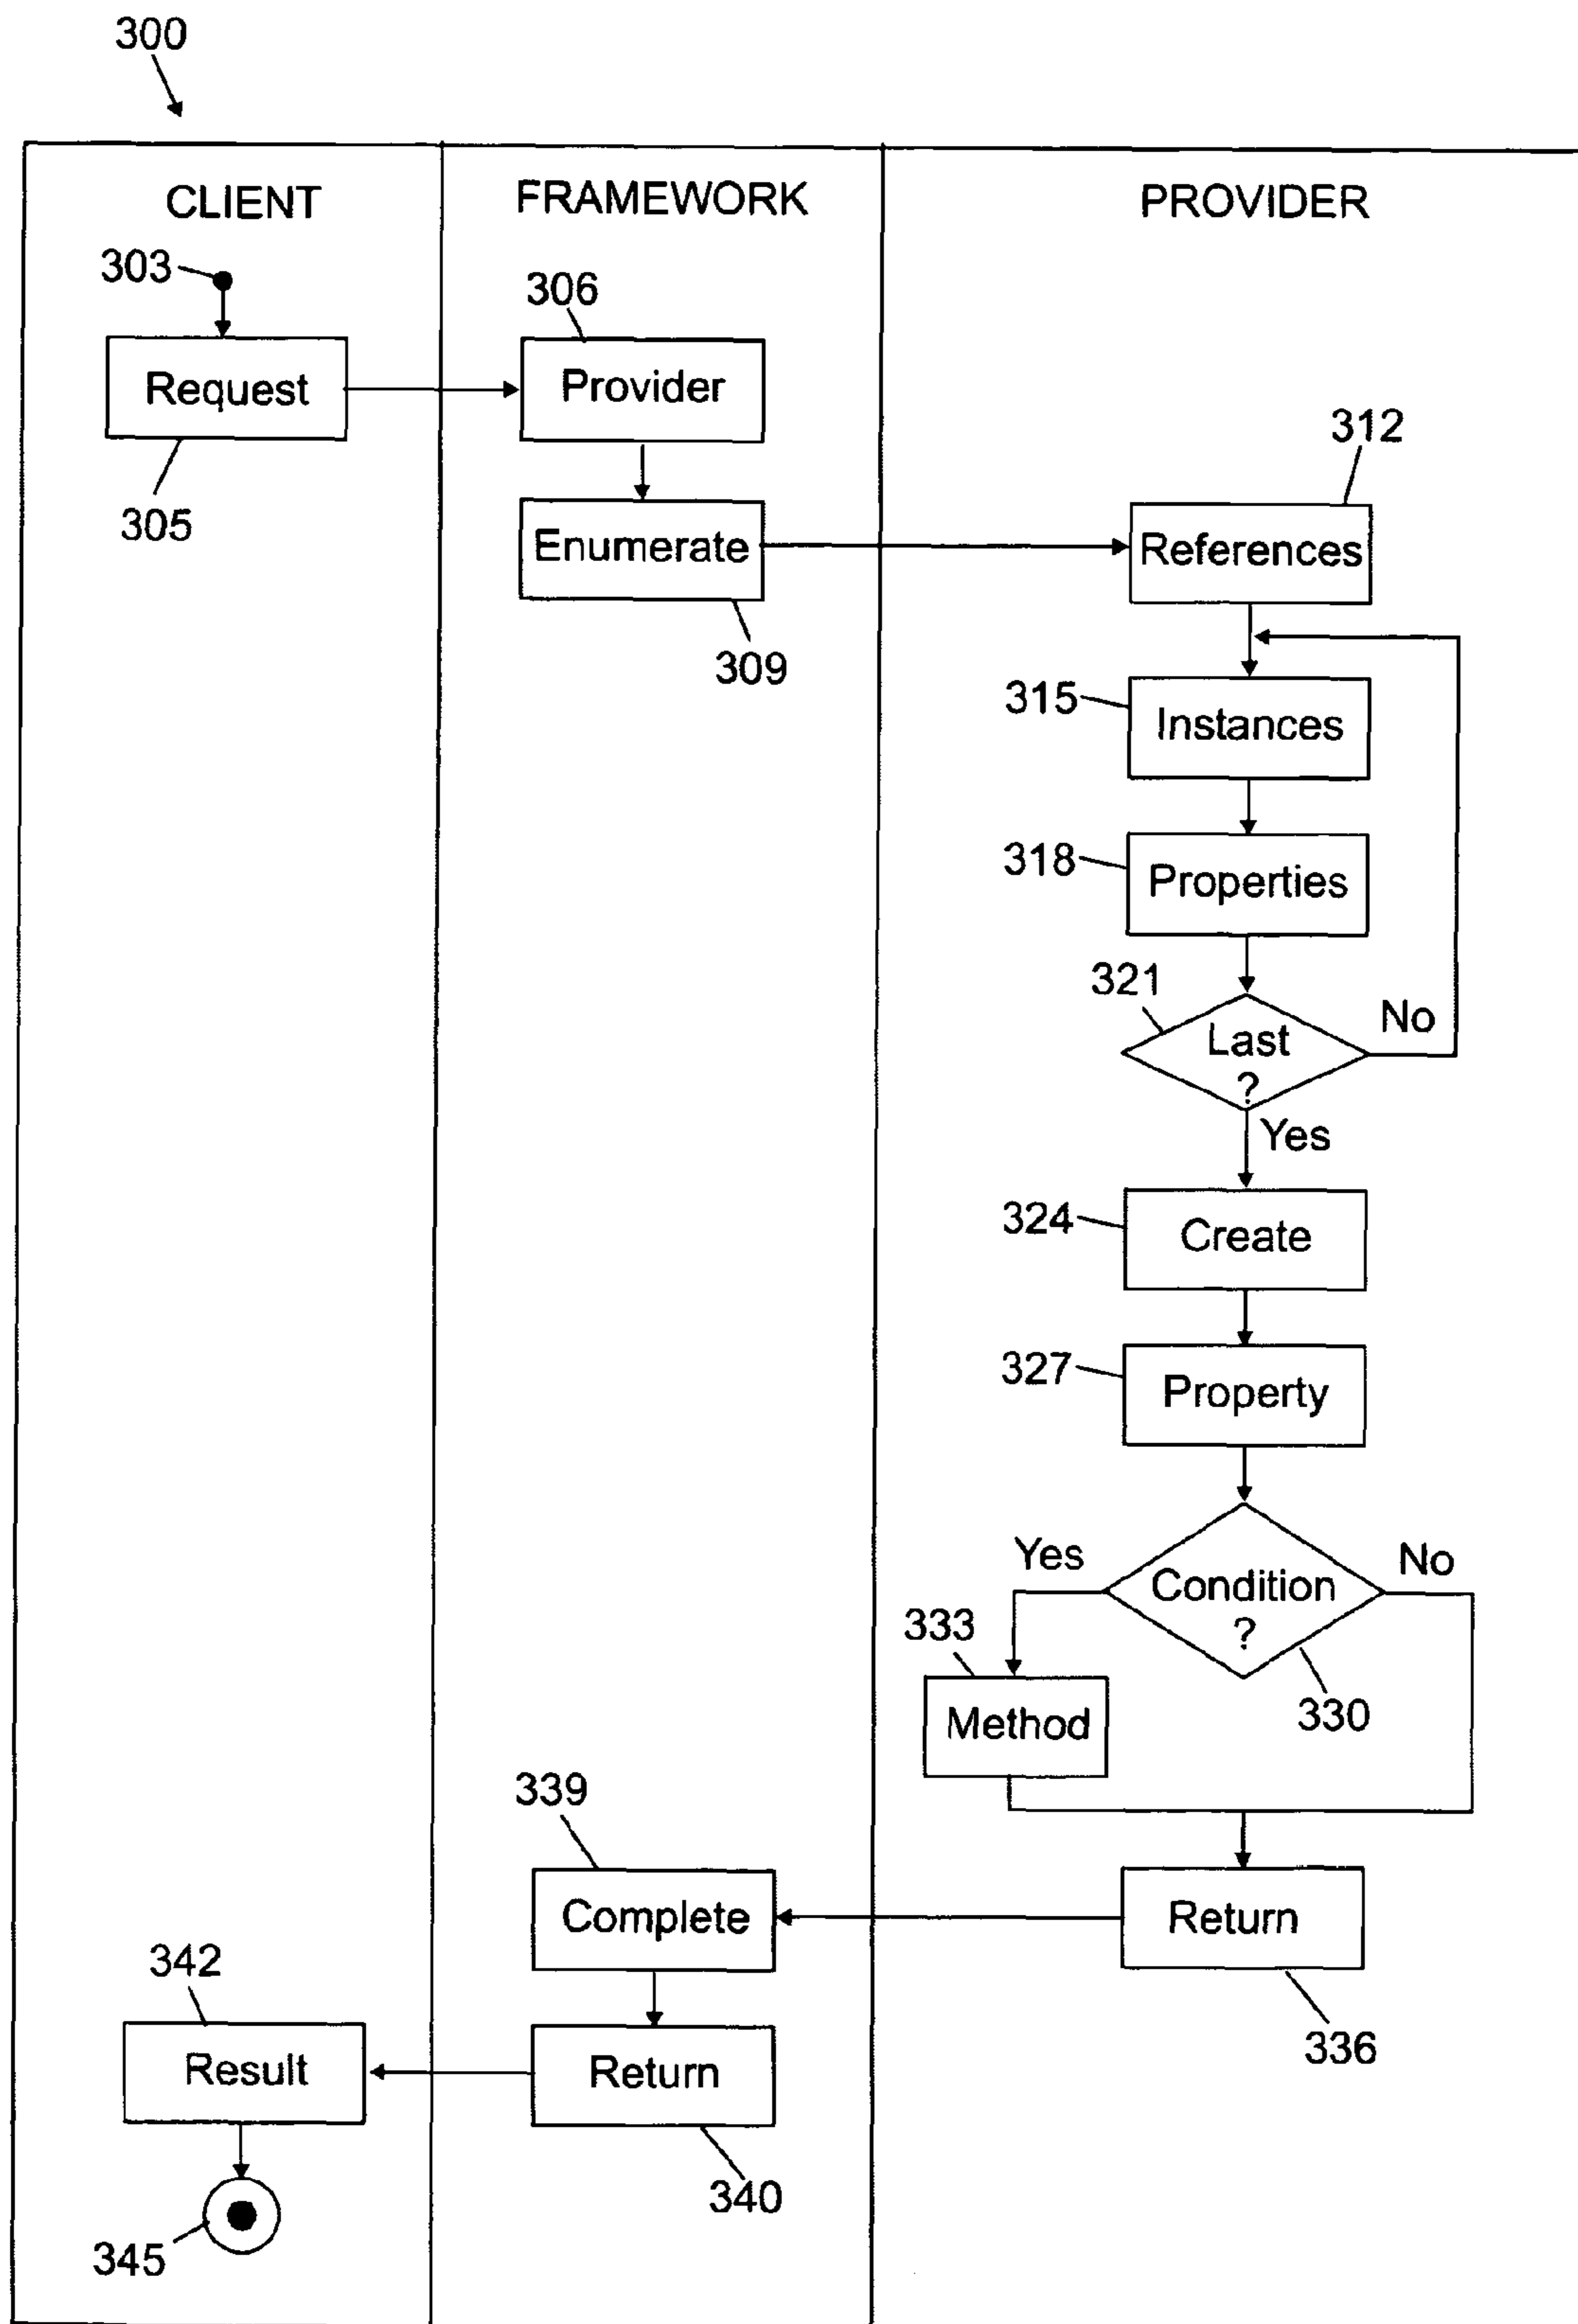 300
CLIENT
FRAMEWORK
PROVIDER
303
306
Request
Provider
305
312
Enumerate
References
309
315
Instances
318
Properties
321
Last
?
No
Yes
324
Create
327
Property
Yes
No
Condition
?
333
330
Method
339
Complete
Return
336
342
Result
Return
340
345